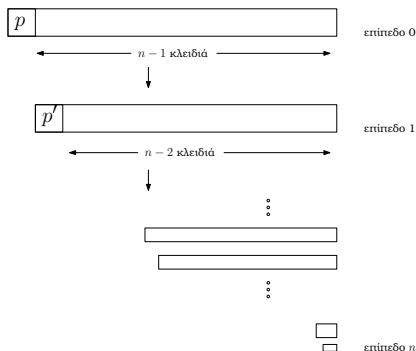 p
επίπεδο 0
n − 1 κλειδιά
p′
επίπεδο 1
n − 2 κλειδιά
επίπεδο n